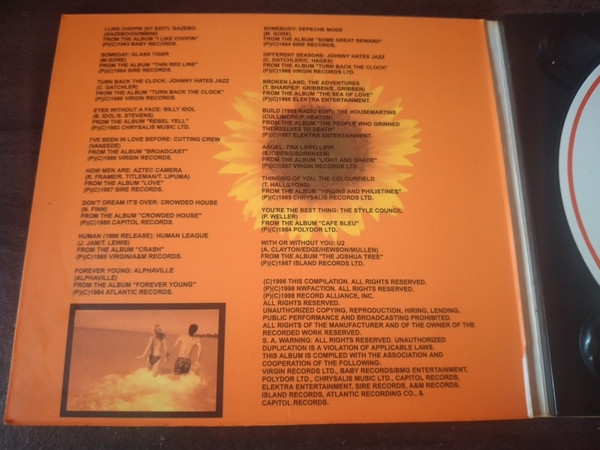 I LIKE CHOPIN (NT EDIT): GAZEBO
(GAZEBO/GIOMBINI)
FROM THE ALBUM "I LIKE CHOPIN"
(P)(C)1983 BABY RECORDS.
SOMEDAY: GLASS TIGER
(M GORE)
FROM THE ALBUM "THIN RED LINE"
(P)(C)1984 SIRE RECORDS.
TURN BACK THE CLOCK: JOHNNY HATES JAZZ
(C. DATCHLER)
FROM THE ALBUM "TURN BACK THE CLOCK"
(P)(C)1988 VIRGIN RECORDS.
EYES WITHOUT A FACE: BILLY IDOL
(B. IDOL/S. STEVENS)
FROM THE ALBUM "REBEL YELL"
(P)(C)1983 CHRYSALIS MUSIC LTD.
I'VE BEEN IN LOVE BEFORE: CUTTING CREW
(VANEEDE)
FROM THE ALBUM "BROADCAST"
(P)(C)1986 VIRGIN RECORDS.
HOW MEN ARE: AZTEC CAMERA
(R. FRAME/R. TITLEMAN/T. LIPUMA)
FROM THE ALBUM "LOVE"
(P)(C)1987 SIRE RECORDS.
DON'T DREAM IT'S OVER: CROWDED HOUSE
(N. FINN)
FROM THE ALBUM "CROWDED HOUSE"
(P)(C)1986 CAPITOL RECORDS.
HUMAN (1986 RELEASE): HUMAN LEAGUE
(J. JAM/T. LEWIS)
FROM THE ALBUM "CRASH"
(P)(C)1986 VIRGIN/A&M RECORDS.
FOREVER YOUNG: ALPHAVILLE
(ALPHAVILLE)
FROM THE ALBUM "FOREVER YOUNG"
(P)(C)1984 ATLANTIC RECORDS.
SOMEBODY: DEPECHE MODE
(M. GORE)
FROM THE ALBUM "SOME GREAT REWARD"
(P)(C)1984 SIRE RECORDS.
DIFFERENT SEASONS: JOHNNY HATES JAZZ
(C. DATCHLER/C. HAGES)
FROM THE ALBUM "TURN BACK THE CLOCK"
(P)(C)1988 VIRGIN RECORDS LTD.
BROKEN LAND, THE ADVENTURES
(T. SHARPE/P. GRIBBEN/S. GRIBBEN)
FROM THE ALBUM "THE SEA OF LOVE"
(P)(C)1988 ELEKTRA ENTERTAINMENT.
BUILD (1998 RADIO EDIT): THE HOUSEMARTINS
(CULLIMORE/P. HEATON)
FROM THE ALBUM "THE PEOPLE WHO GRINNED
THEMSELVES TO DEATH"
(P)(C)1987 ELEKTRA ENTERTAINMENT.
ANGEL: FRA LIPPO LIPPI
(BJOBERG/SORENSEN)
FROM THE ALBUM "LIGHT AND SHADE"
(P)(C)1987 VIRGIN RECORDS LTD.
THINKING OF YOU, THE COLOURFIELD
(T. HALL/LYONS)
FROM THE ALBUM "VIRGINS AND PHILISTINES"
(P)(C)1985 CHRYSALIS RECORDS LTD.
YOU'RE THE BEST THING: THE STYLE COUNCIL
(P. WELLER)
FROM THE ALBUM "CAFE BLEU"
(P)(C)1984 POLYDOR LTD.
WITH OR WITHOUT YOU: U2
(A. CLAYTON/EDGE/HEWSON/MULLEN)
FROM THE ALBUM "THE JOSHUA TREE"
(P)(C)1987 ISLAND RECORDS LTD.
(C)1998 THIS COMPILATION. ALL RIGHTS RESERVED.
(P)(C)1998 NWFACTION. ALL RIGHTS RESERVED.
(P)(C)1998 RECORD ALLIANCE, INC.
ALL RIGHTS RESERVED.
UNAUTHORIZED COPYING, REPRODUCTION, HIRING, LENDING,
PUBLIC PERFORMANCE AND BROADCASTING PROHIBITED.
ALL RIGHTS OF THE MANUFACTURER AND OF THE OWNER OF THE
RECORDED WORK RESERVED.
S. A. WARNING: ALL RIGHTS RESERVED. UNAUTHORIZED
DUPLICATION IS A VIOLATION OF APPLICABLE LAWS.
THIS ALBUM IS COMPILED WITH THE ASSOCIATION AND
COOPERATION OF THE FOLLOWING:
VIRGIN RECORDS LTD., BABY RECORDS/BMG ENTERTAINMENT,
POLYDOR LTD., CHRYSALIS MUSIC LTD., CAPITOL RECORDS,
ELEKTRA ENTERTAINMENT, SIRE RECORDS, A&M RECORDS,
ISLAND RECORDS, ATLANTIC RECORDING CO., &
CAPITOL RECORDS.